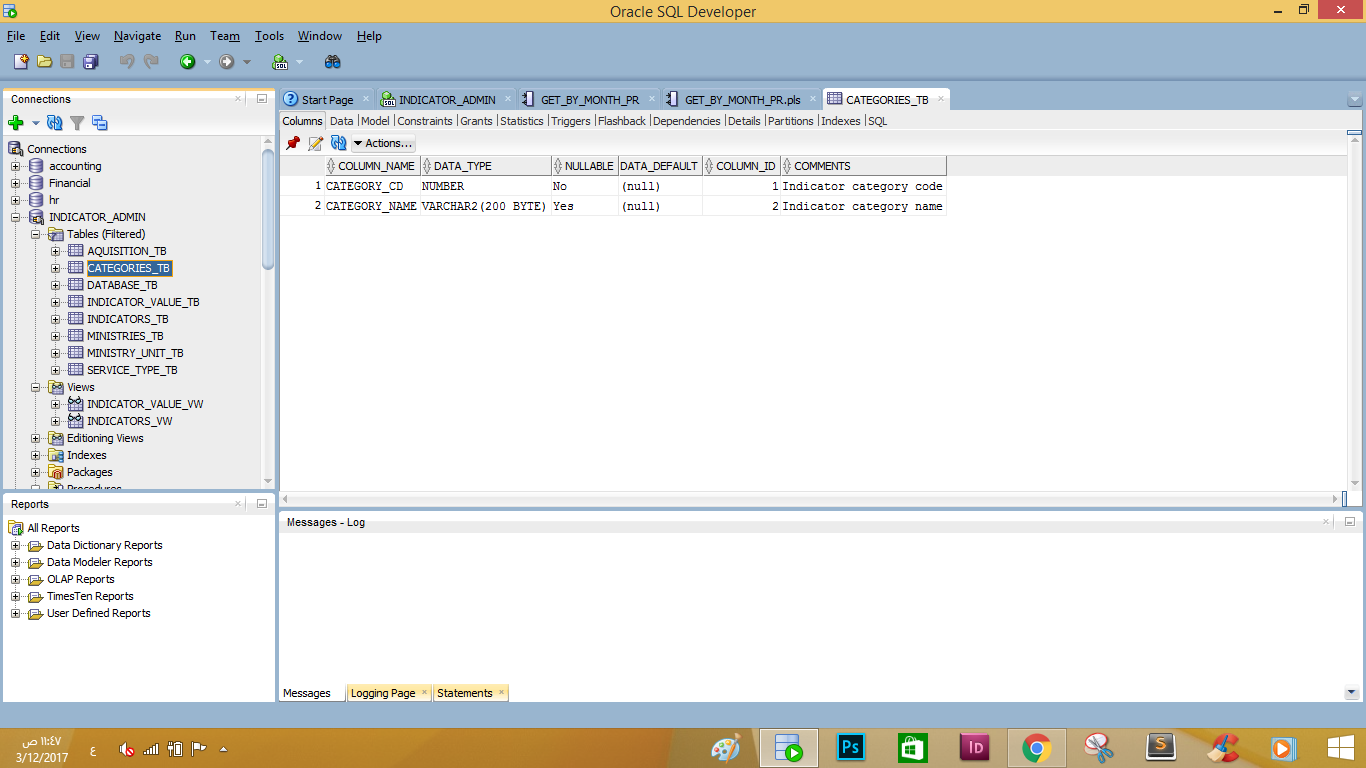 Oracle SQL Developer
File Edit View Navigate Run Team Tools Window Help
Connections
Connections
accounting
Financial
hr
INDICATOR_ADMIN
Tables (Filtered)
AQUISITION_TB
CATEGORIES_TB
DATABASE_TB
INDICATOR_VALUE_TB
INDICATORS_TB
MINISTRIES_TB
MINISTRY_UNIT_TB
SERVICE_TYPE_TB
Views
INDICATOR_VALUE_VW
INDICATORS_VW
Editioning Views
Indexes
Packages
Procedures
Reports
All Reports
Data Dictionary Reports
Data Modeler Reports
OLAP Reports
TimesTen Reports
User Defined Reports
Start Page INDICATOR_ADMIN GET_BY_MONTH_PR GET_BY_MONTH_PR.pls CATEGORIES_TB
Columns Data Model Constraints Grants Statistics Triggers Flashback Dependencies Details Partitions Indexes SQL
Actions...
COLUMN_NAME DATA_TYPE NULLABLE DATA_DEFAULT COLUMN_ID COMMENTS
1 CATEGORY_CD NUMBER No (null) 1 Indicator category code
2 CATEGORY_NAME VARCHAR2(200 BYTE) Yes (null) 2 Indicator category name
Messages - Log
Messages Logging Page Statements
١١:٤٧ ص
3/12/2017
ع
Ps
Id
S